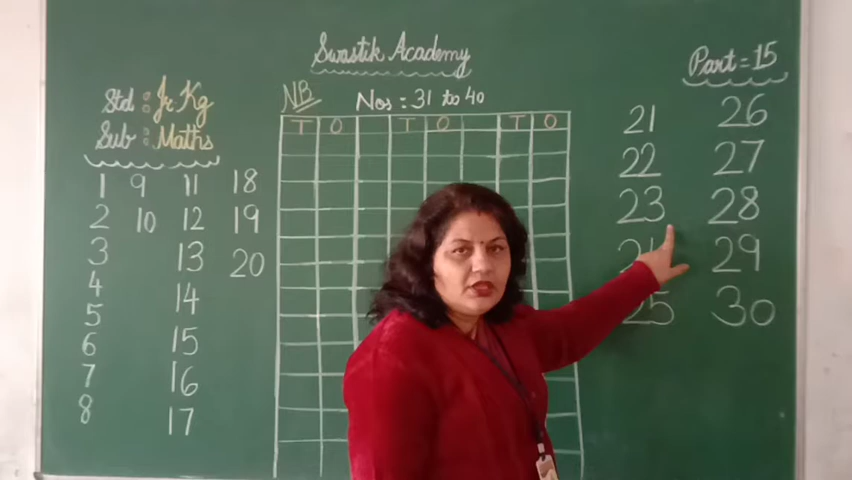 Swastik Academy
Part = 15
Std : Jr. Kg
Sub : Maths
NB
Nos : 31 to 40
T O T O T O
1 9 11 18
2 10 12 19
3 13 20
4 14
5 15
6 16
7 17
8
21 26
22 27
23 28
29
25 30